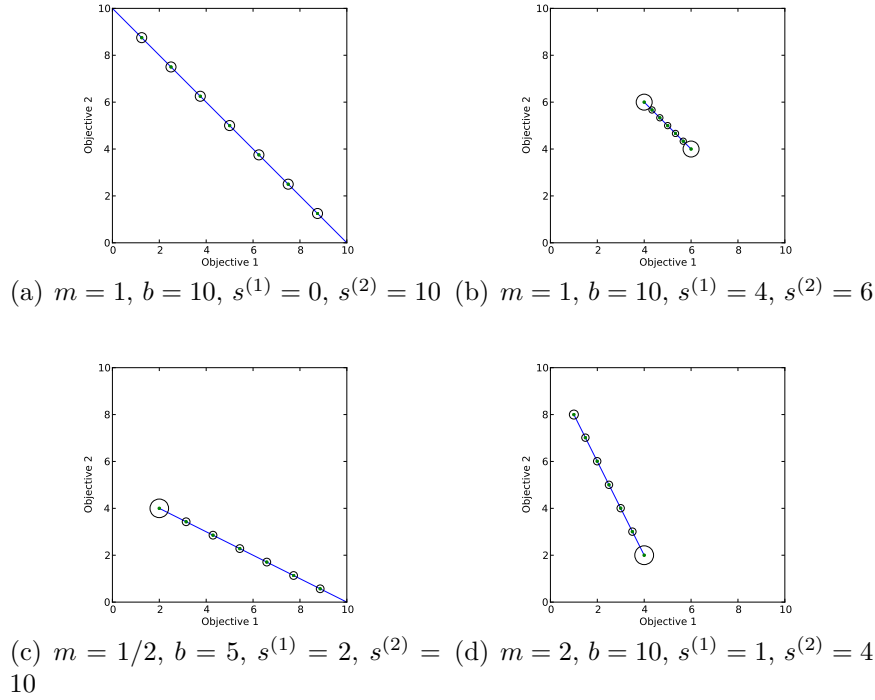 10
8
6
4
2
0
0 2 4 6 8 10
Objective 2
Objective 1
10
8
6
4
2
0
0 2 4 6 8 10
Objective 2
Objective 1
(a) m = 1, b = 10, s^(1) = 0, s^(2) = 10 (b) m = 1, b = 10, s^(1) = 4, s^(2) = 6
10
8
6
4
2
0
0 2 4 6 8 10
Objective 2
Objective 1
10
8
6
4
2
0
0 2 4 6 8 10
Objective 2
Objective 1
(c) m = 1/2, b = 5, s^(1) = 2, s^(2) = (d) m = 2, b = 10, s^(1) = 1, s^(2) = 4
10